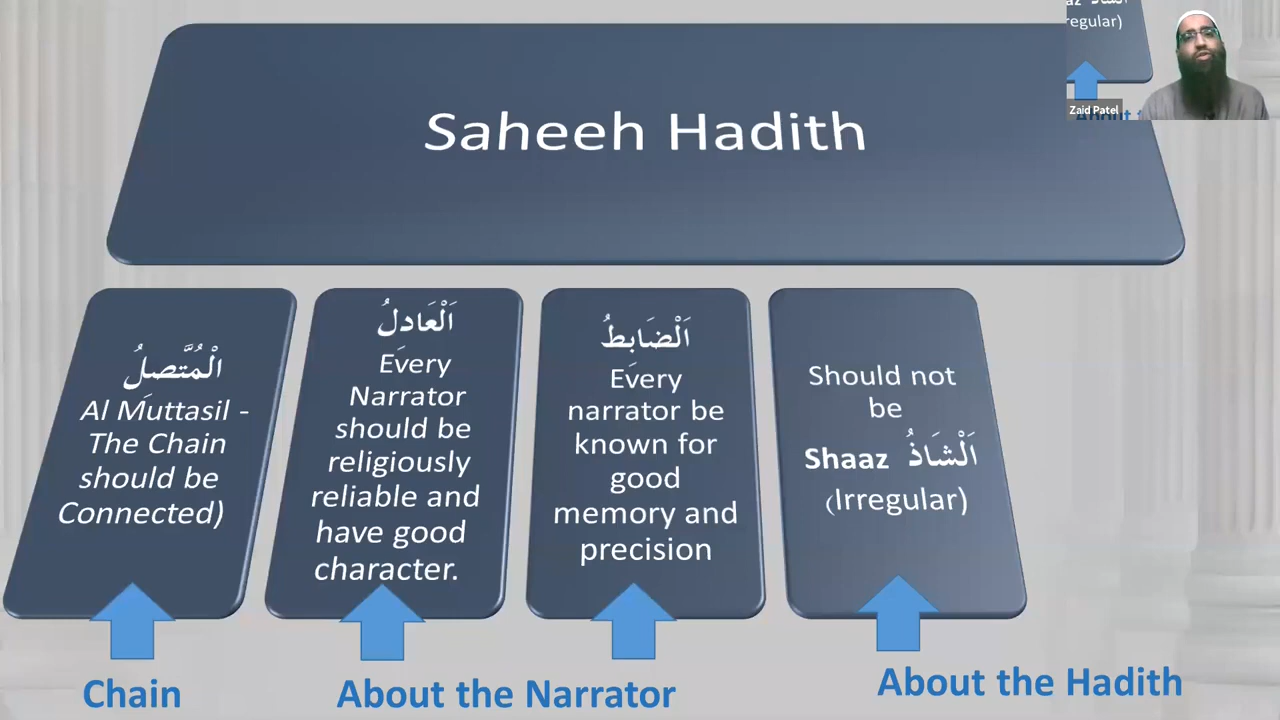 Saheeh Hadith
regular)
Zaid Patel
الْمُتَّصِلُ
Al Muttasil -
The Chain
should be
Connected)
اَلْعَادِلُ
Every
Narrator
should be
religiously
reliable and
have good
character.
اَلْضَابِطُ
Every
narrator be
known for
good
memory and
precision
Should not
be
Shaaz اَلْشَاذُ
(Irregular)
Chain
About the Narrator
About the Hadith